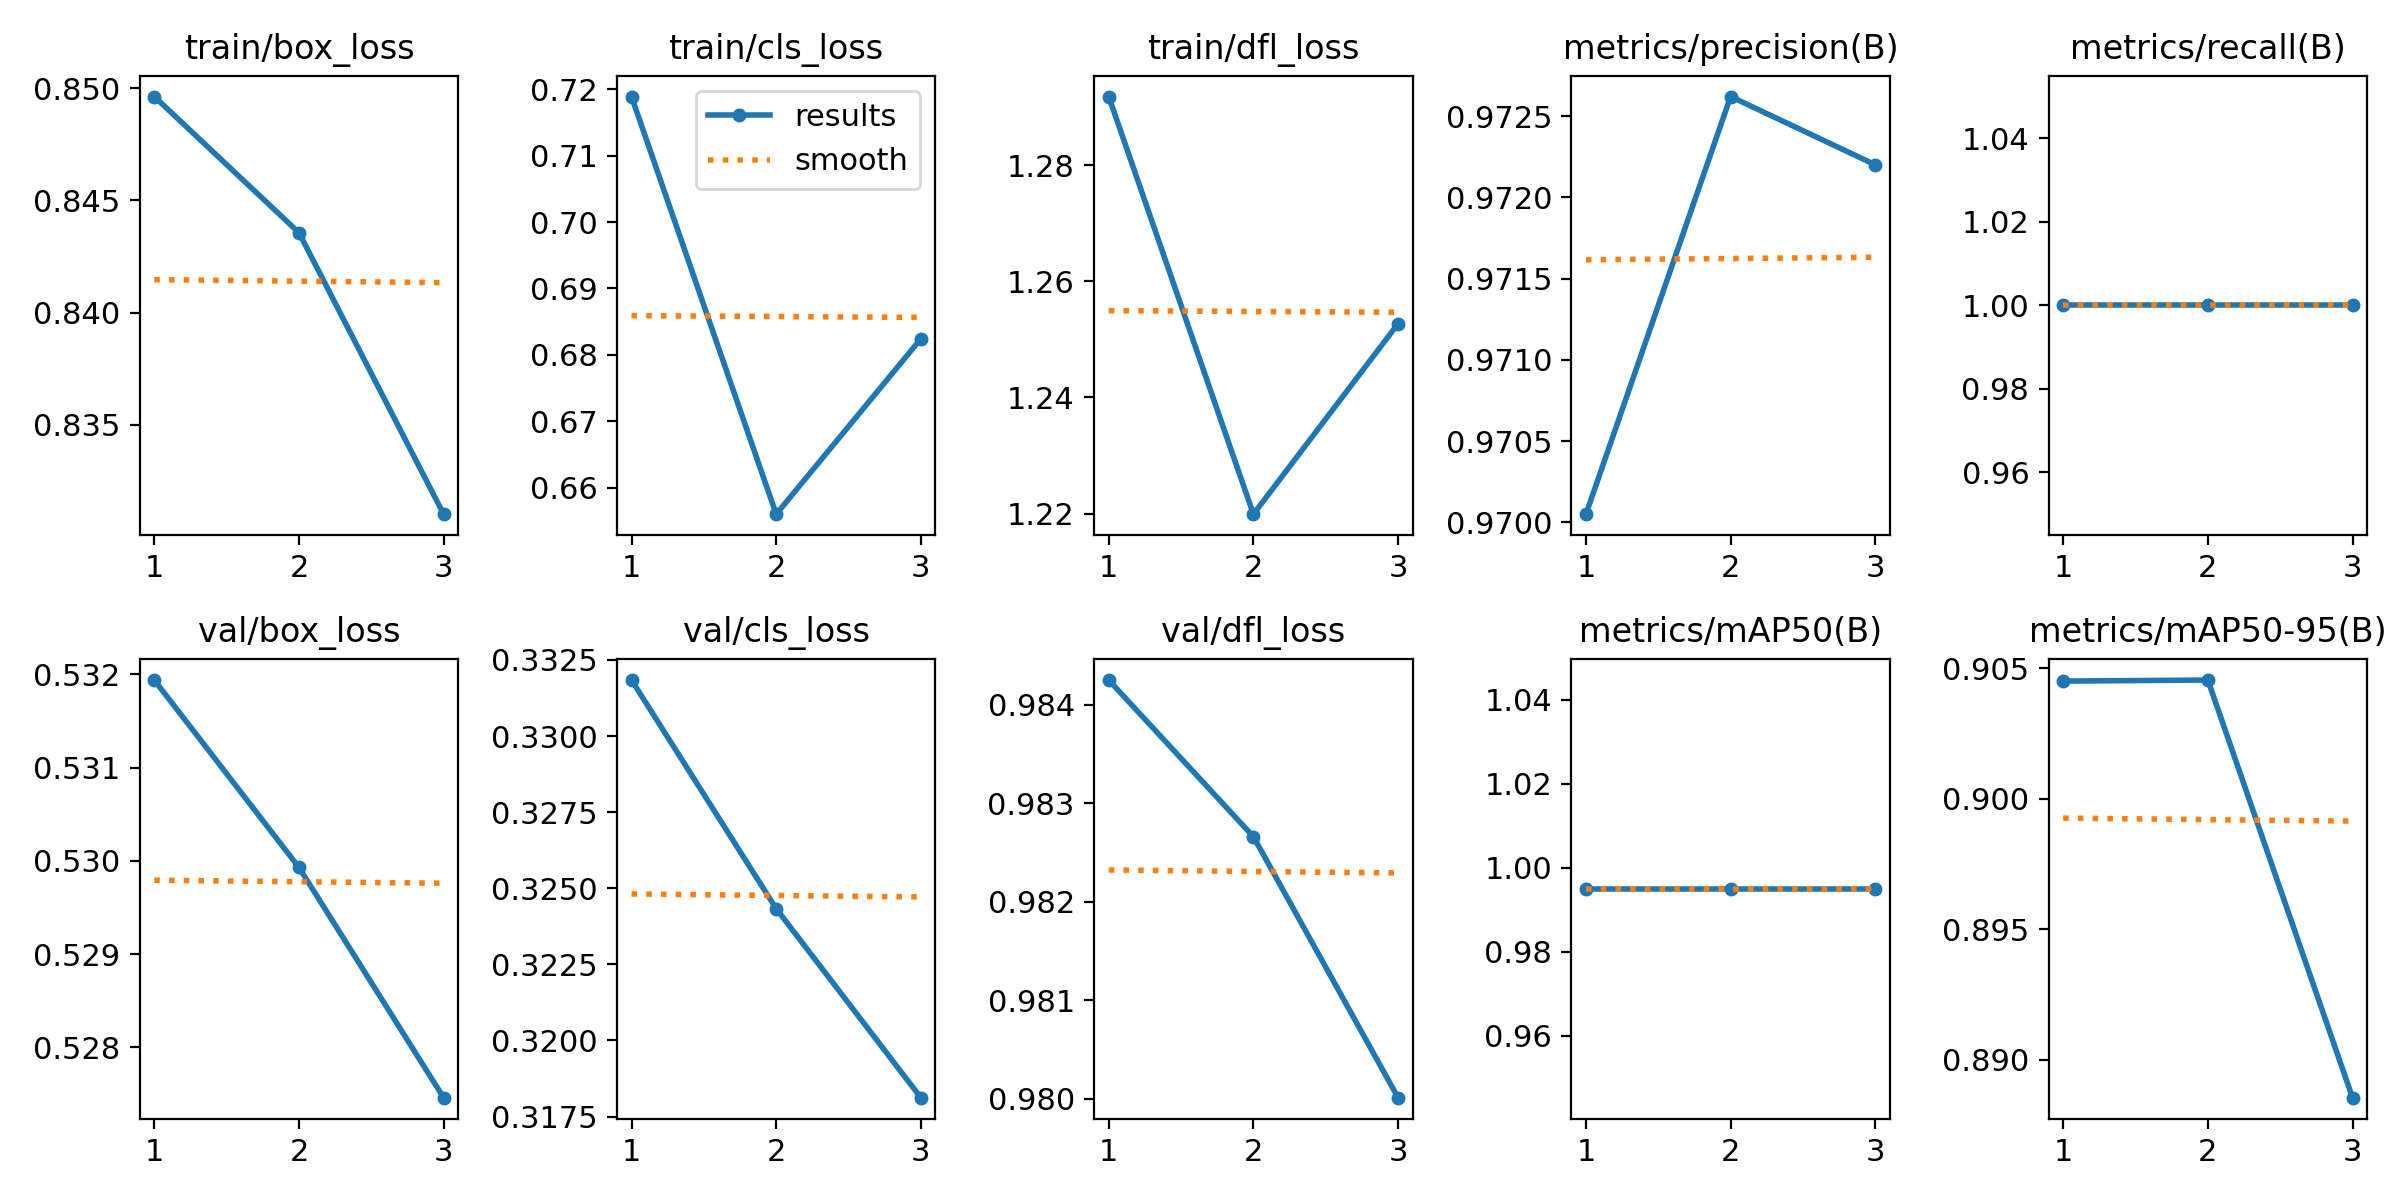 train/box_loss
0.850
0.845
0.840
0.835
1 2 3
train/cls_loss
0.72
0.71
0.70
0.69
0.68
0.67
0.66
results
smooth
1 2 3
train/dfl_loss
1.28
1.26
1.24
1.22
1 2 3
metrics/precision(B)
0.9725
0.9720
0.9715
0.9710
0.9705
0.9700
1 2 3
metrics/recall(B)
1.04
1.02
1.00
0.98
0.96
1 2 3
val/box_loss
0.532
0.531
0.530
0.529
0.528
1 2 3
val/cls_loss
0.3325
0.3300
0.3275
0.3250
0.3225
0.3200
0.3175
1 2 3
val/dfl_loss
0.984
0.983
0.982
0.981
0.980
1 2 3
metrics/mAP50(B)
1.04
1.02
1.00
0.98
0.96
1 2 3
metrics/mAP50-95(B)
0.905
0.900
0.895
0.890
1 2 3